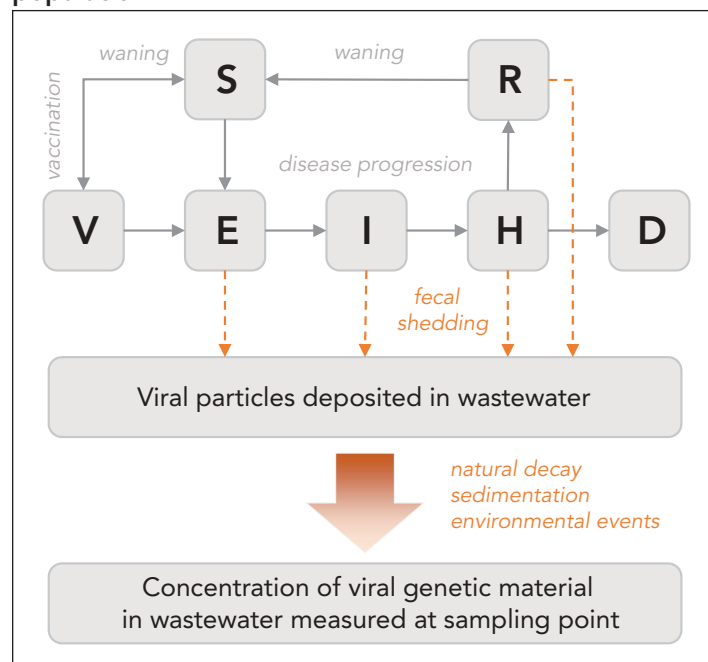 waning
waning
S
R
vaccination
disease progression
V
E
I
H
D
fecal
shedding
Viral particles deposited in wastewater
natural decay
sedimentation
environmental events
Concentration of viral genetic material
in wastewater measured at sampling point